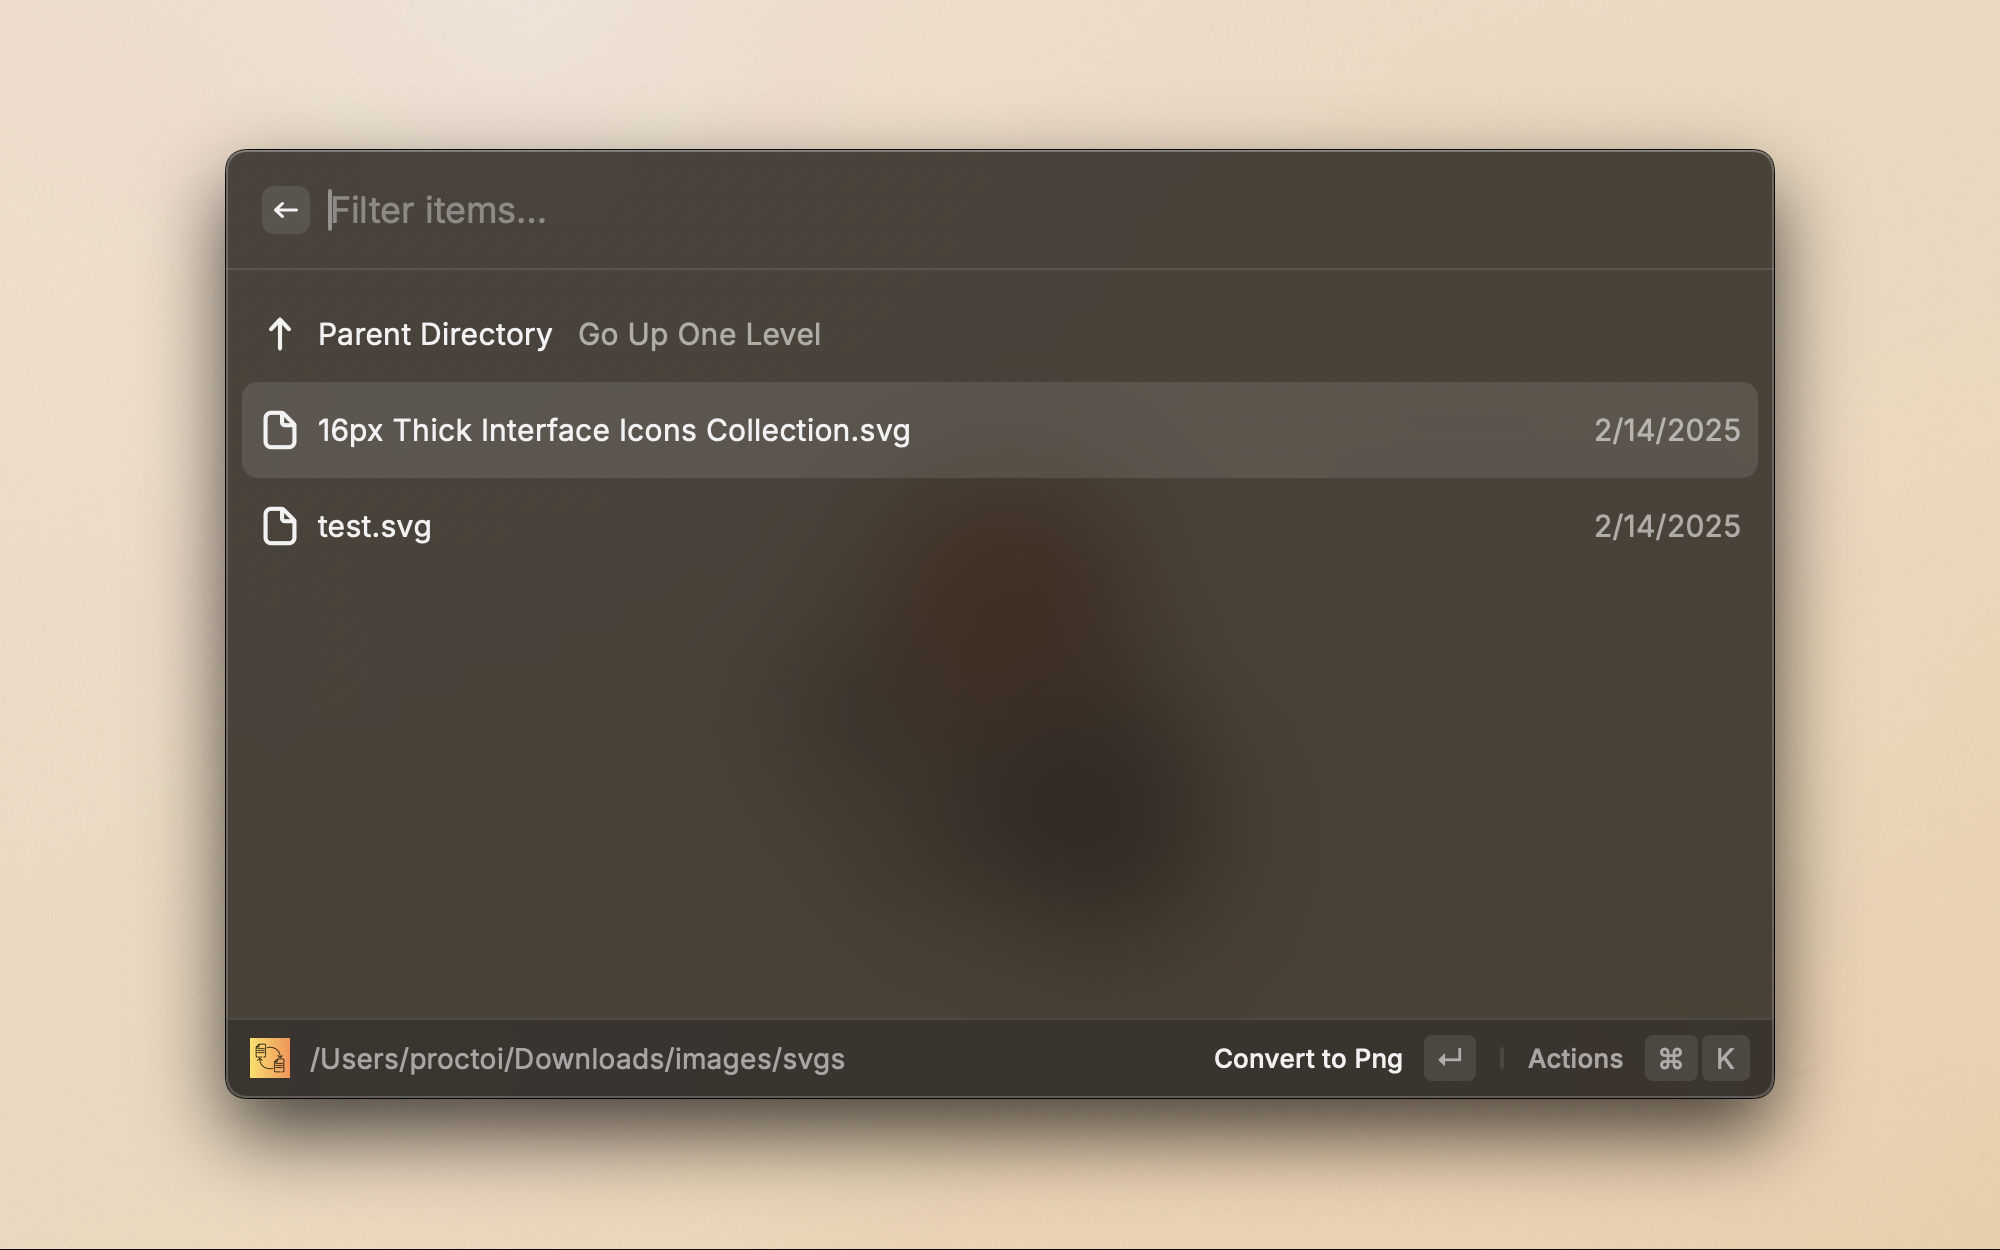 Filter items...
Parent Directory Go Up One Level
16px Thick Interface Icons Collection.svg 2/14/2025
test.svg 2/14/2025
/Users/proctoi/Downloads/images/svgs Convert to Png ↵ Actions ⌘ K